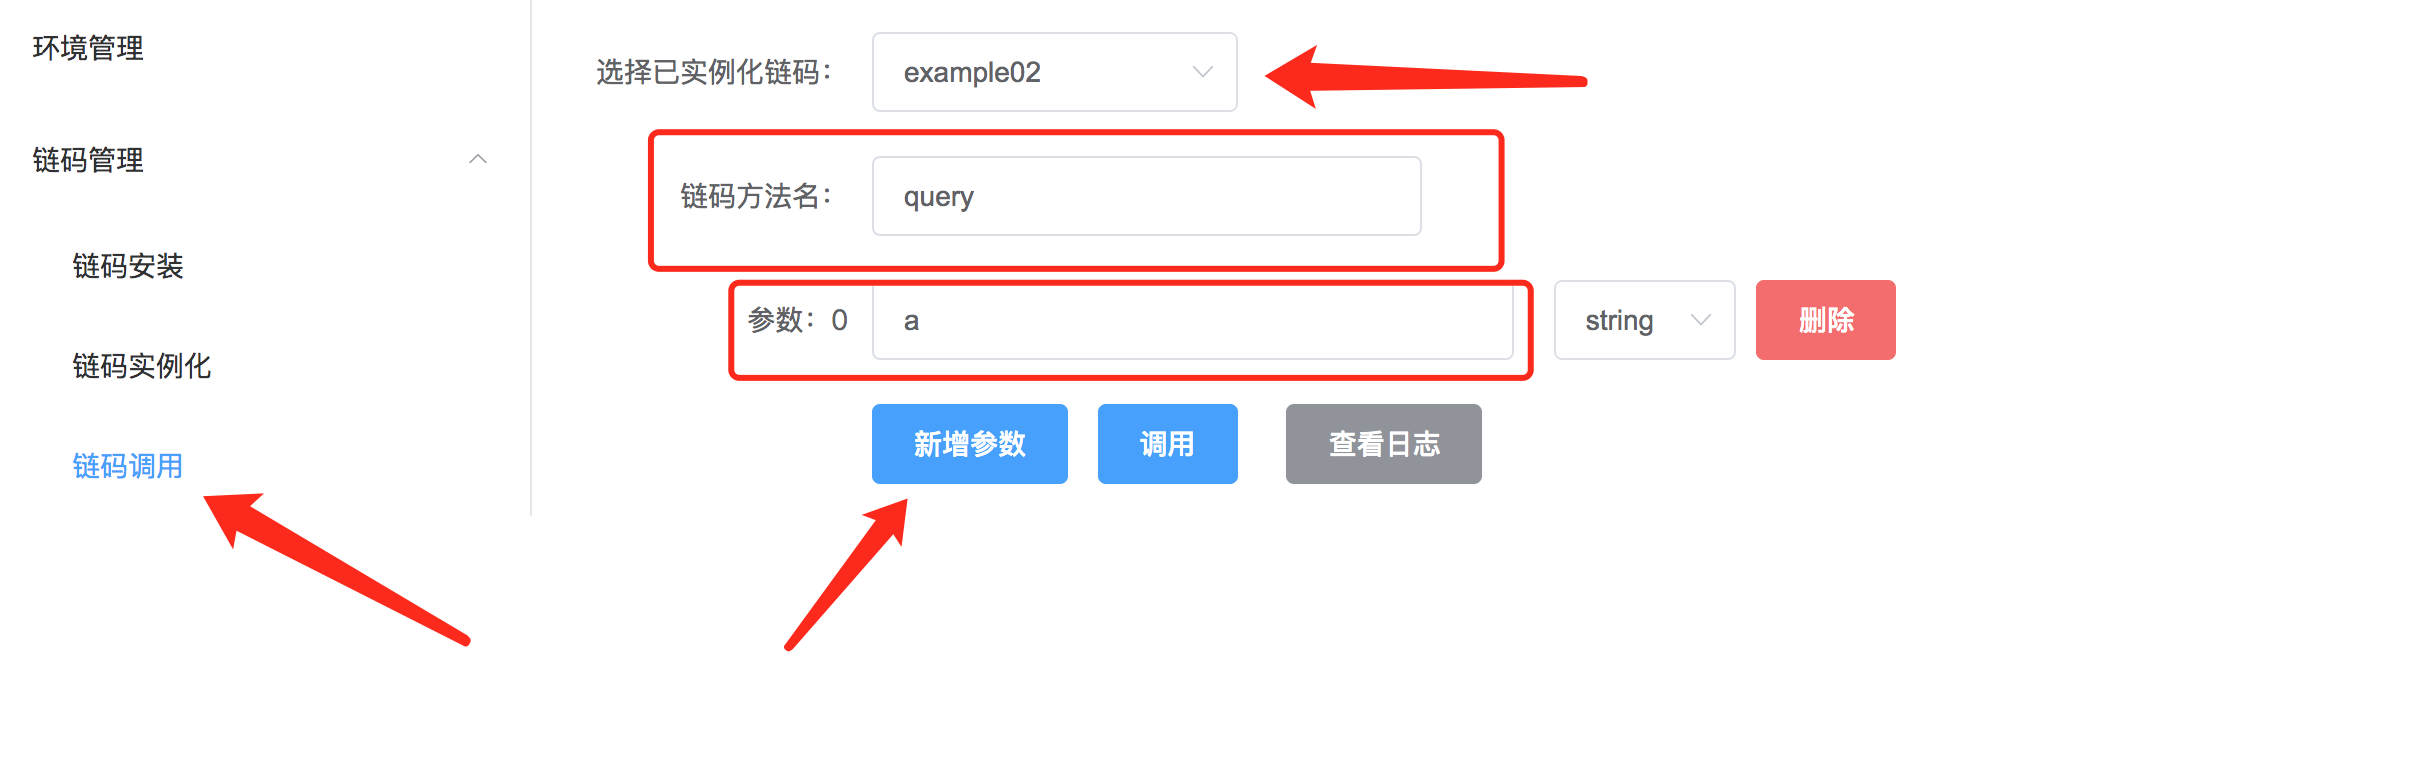 环境管理
链码管理
链码安装
链码实例化
链码调用
选择已实例化链码： example02
链码方法名： query
参数：0 a string 删除
新增参数 调用 查看日志